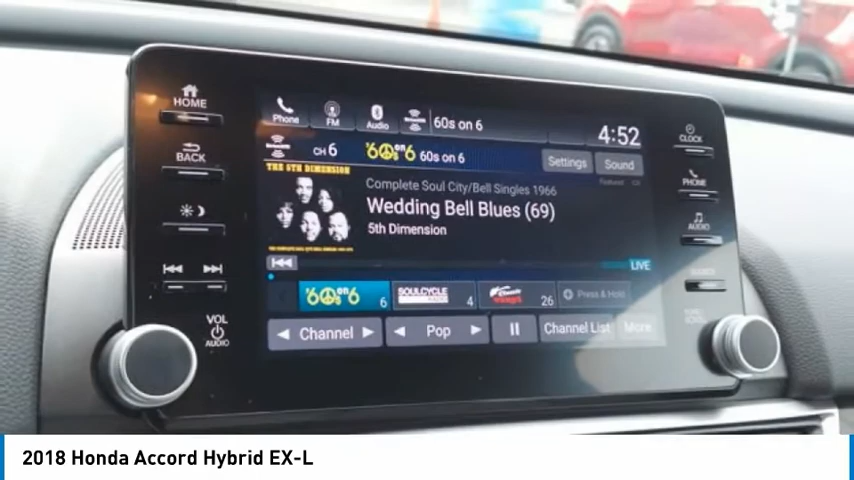 HOME
BACK
VOL
AUDIO
Phone
FM
Audio
60s on 6
4:52
CH 6
'60s on 6 60s on 6
Settings
Sound
THE 5TH DIMENSION
Complete Soul City/Bell Singles 1966
Wedding Bell Blues (69)
5th Dimension
LIVE
'60s on 6 6
SOULCYCLE RADIO 4
26
Press & Hold
Channel
Pop
Channel List
More
CLOCK
PHONE
AUDIO
2018 Honda Accord Hybrid EX-L